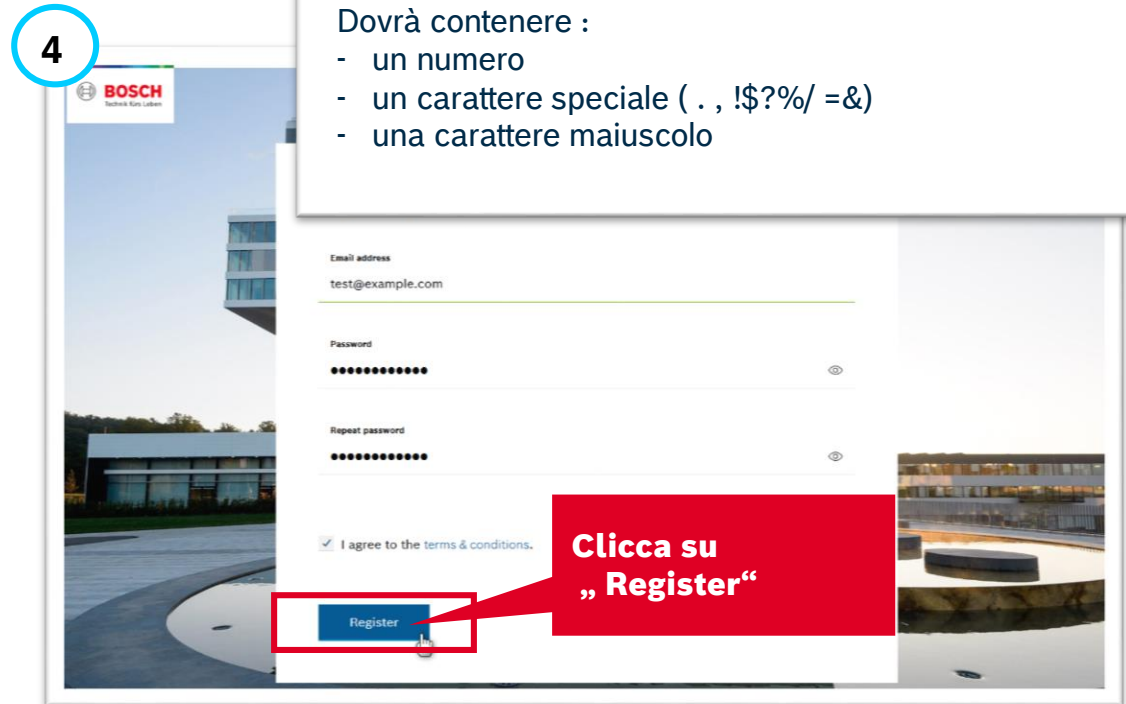 4
Dovrà contenere :
- un numero
- un carattere speciale ( . , !$?%/ =&)
- una carattere maiuscolo
BOSCH
Technik fürs Leben
Email address
test@example.com
Password
Repeat password
I agree to the terms & conditions.
Clicca su
„ Register“
Register